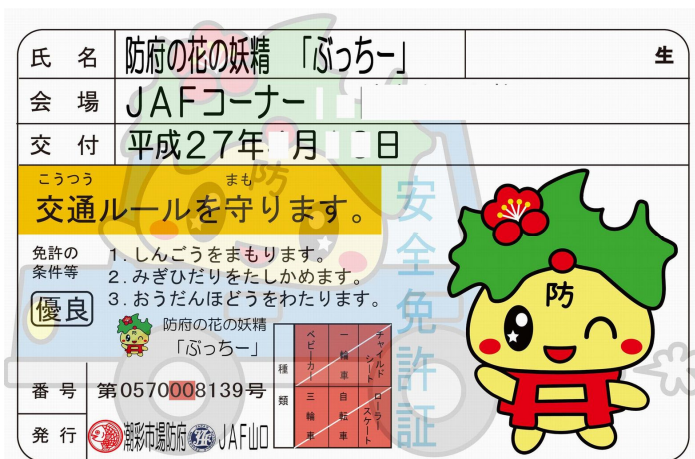 氏 名 防府の花の妖精 「ぶっちー」 生
会 場 JAFコーナー
交 付 平成27年 月 日
こうつう まも
交通ルールを守ります。
免許の
条件等
優良
1. しんごうをまもります。
2. みぎひだりをたしかめます。
3. おうだんほどうをわたります。
防府の花の妖精
「ぶっちー」
種類
ベビーカー
一輪車
チャイルドシート
三輪車
自転車
ローラースケート
番 号 第0570008139号
発 行 潮彩市場防府 JAF山口
安全免許証
防
防